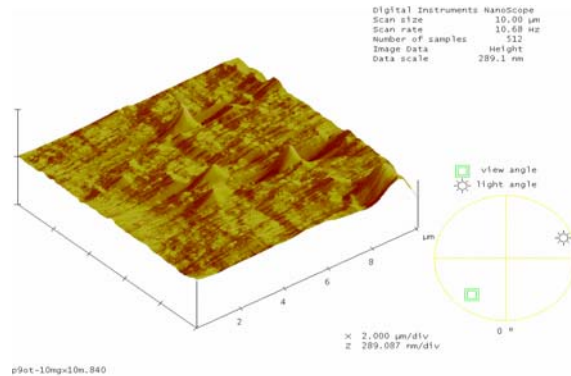 Digital Instruments NanoScope
Scan size 10.00 µm
Scan rate 10.68 Hz
Number of samples 512
Image Data Height
Data scale 289.1 nm
view angle
light angle
µm
8
6
4
2
0 °
X 2.000 µm/div
Z 289.087 nm/div
p9ot-10mgx10m.840